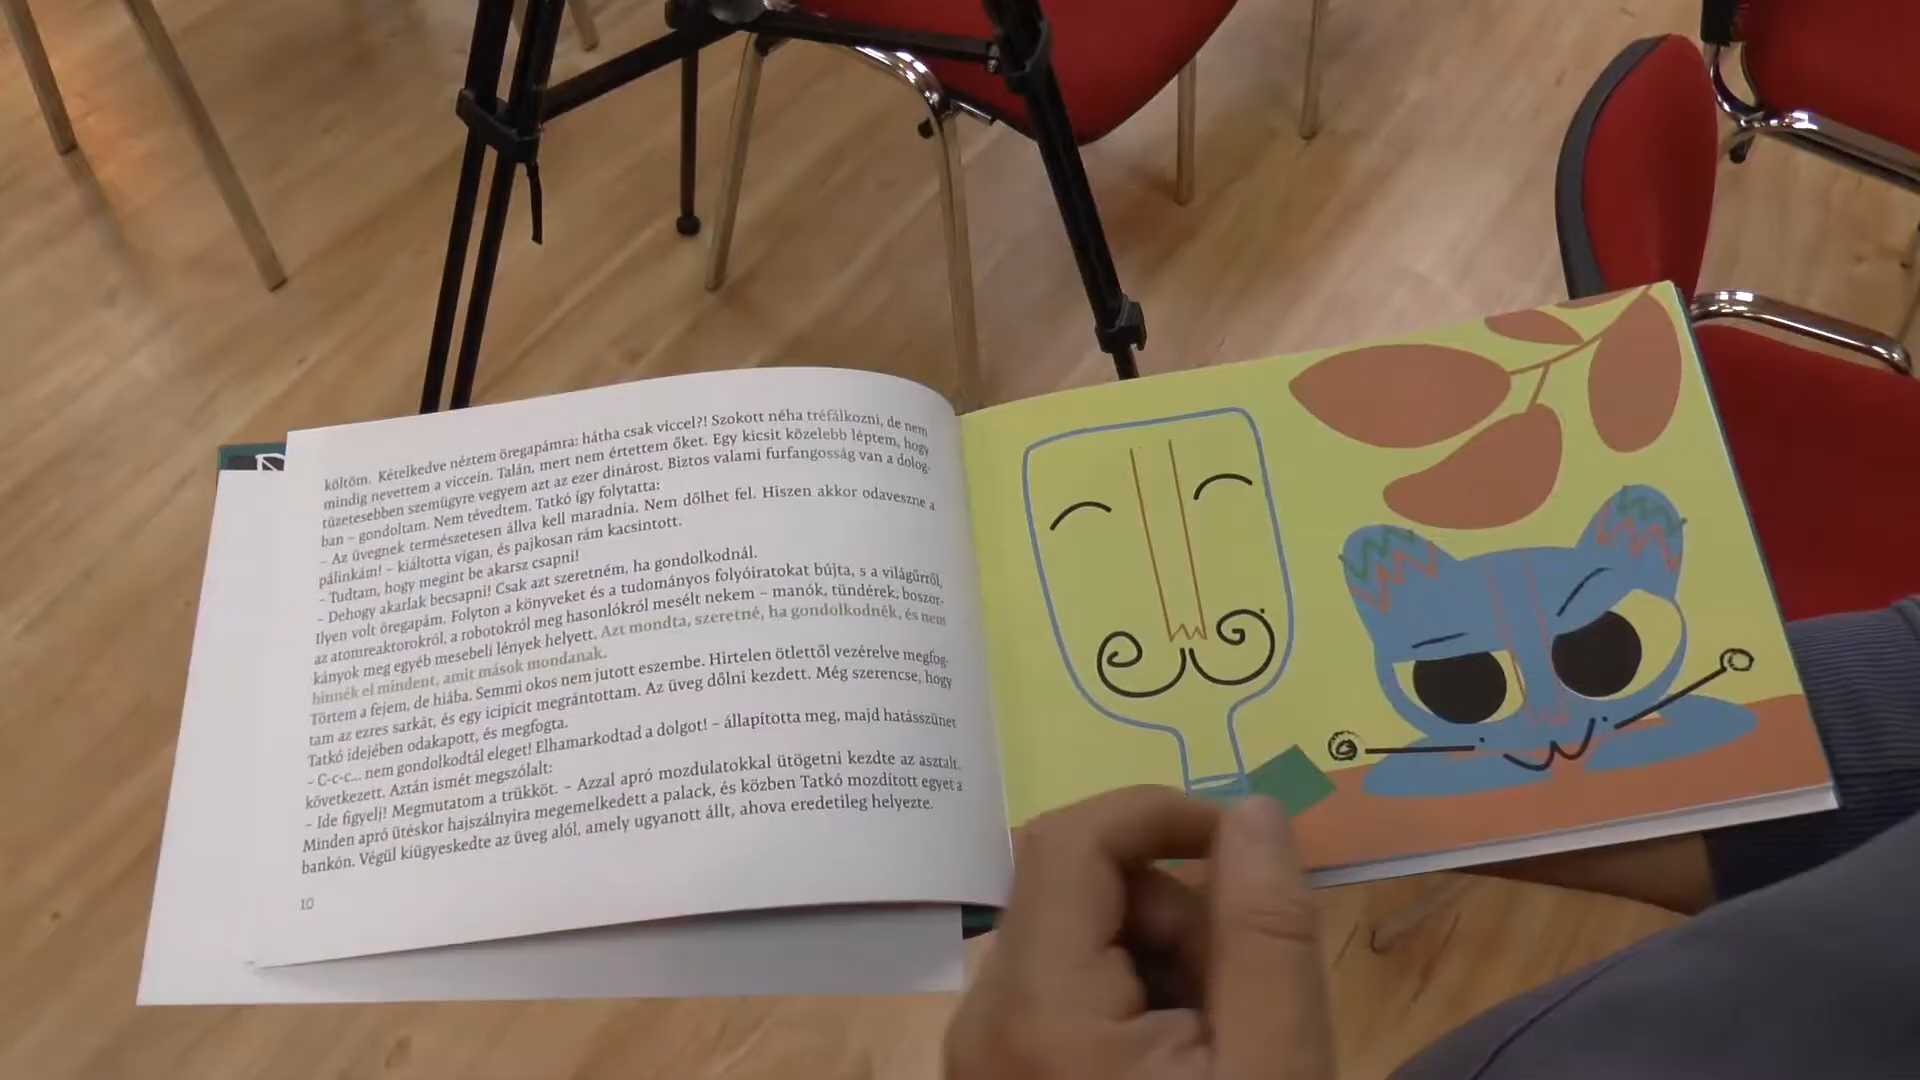 költöm. Kételkedve néztem öregapámra: hátha csak viccel?! Szokott néha tréfálkozni, de nem
mindig nevettem a viccein. Talán, mert nem értettem őket. Egy kicsit közelebb léptem, hogy
tüzetesebben szemügyre vegyem azt az ezer dinárost. Biztos valami furfangosság van a dolog-
ban – gondoltam. Nem tévedtem. Tatkó így folytatta:
– Az üvegnek természetesen állva kell maradnia. Nem dőlhet fel. Hiszen akkor odaveszne a
pálinkám! – kiáltotta vígan, és pajkosan rám kacsintott.
– Tudtam, hogy megint be akarsz csapni!
– Dehogy akarlak becsapni! Csak azt szeretném, ha gondolkodnál.
Ilyen volt öregapám. Folyton a könyveket és a tudományos folyóiratokat bújta, s a világűrről,
az atomreaktorokról, a robotokról meg hasonlókról mesélt nekem – manók, tündérek, boszor-
kányok meg egyéb mesebeli lények helyett. Azt mondta, szeretné, ha gondolkodnék, és nem
hinnék el mindent, amit mások mondanak.
Törtem a fejem, de hiába. Semmi okos nem jutott eszembe. Hirtelen ötlettől vezérelve megfog-
tam az ezres sarkát, és egy icipicit megrántottam. Az üveg dőlni kezdett. Még szerencse, hogy
Tatkó idejében odakapott, és megfogta.
– C-c-c... nem gondolkodtál eleget! Elhamarkodtad a dolgot! – állapította meg, majd hatásszünet
következett. Aztán ismét megszólalt:
– Ide figyelj! Megmutatom a trükköt. – Azzal apró mozdulatokkal ütögetni kezdte az asztalt.
Minden apró ütéskor hajszálnyira megemelkedett a palack, és közben Tatkó mozdított egyet a
bankón. Végül kiügyeskedte az üveg alól, amely ugyanott állt, ahova eredetileg helyezte.
10